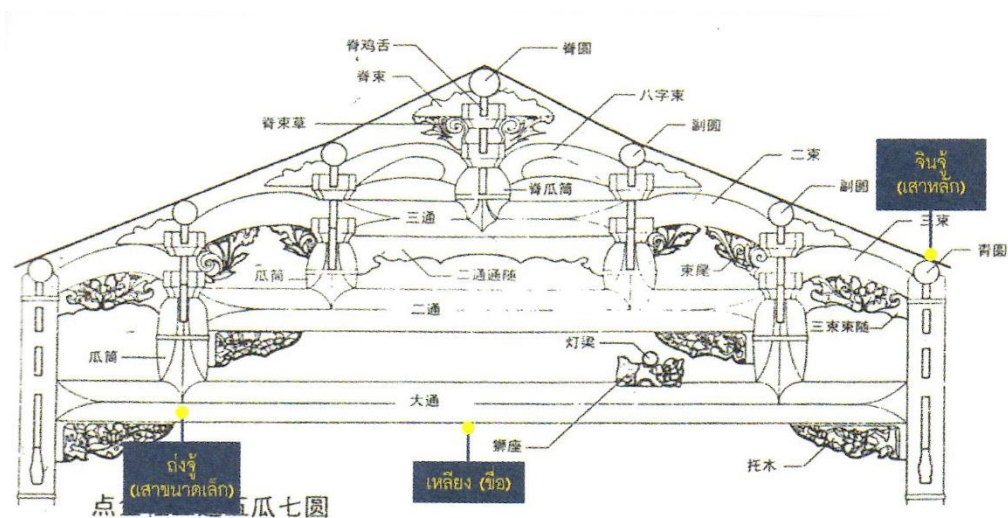 脊鸡舌
脊圆
脊束
八字束
脊束草
副圆
二束
จินจู้
(เสาหลัก)
脊瓜筒
副圆
三通
三束
青圆
瓜筒
二通通随
束尾
二通
三束束随
瓜筒
灯梁
大通
狮座
托木
ถ่งจู้
(เสาขนาดเล็ก)
เหลียง (ขื่อ)
点
五瓜七圆